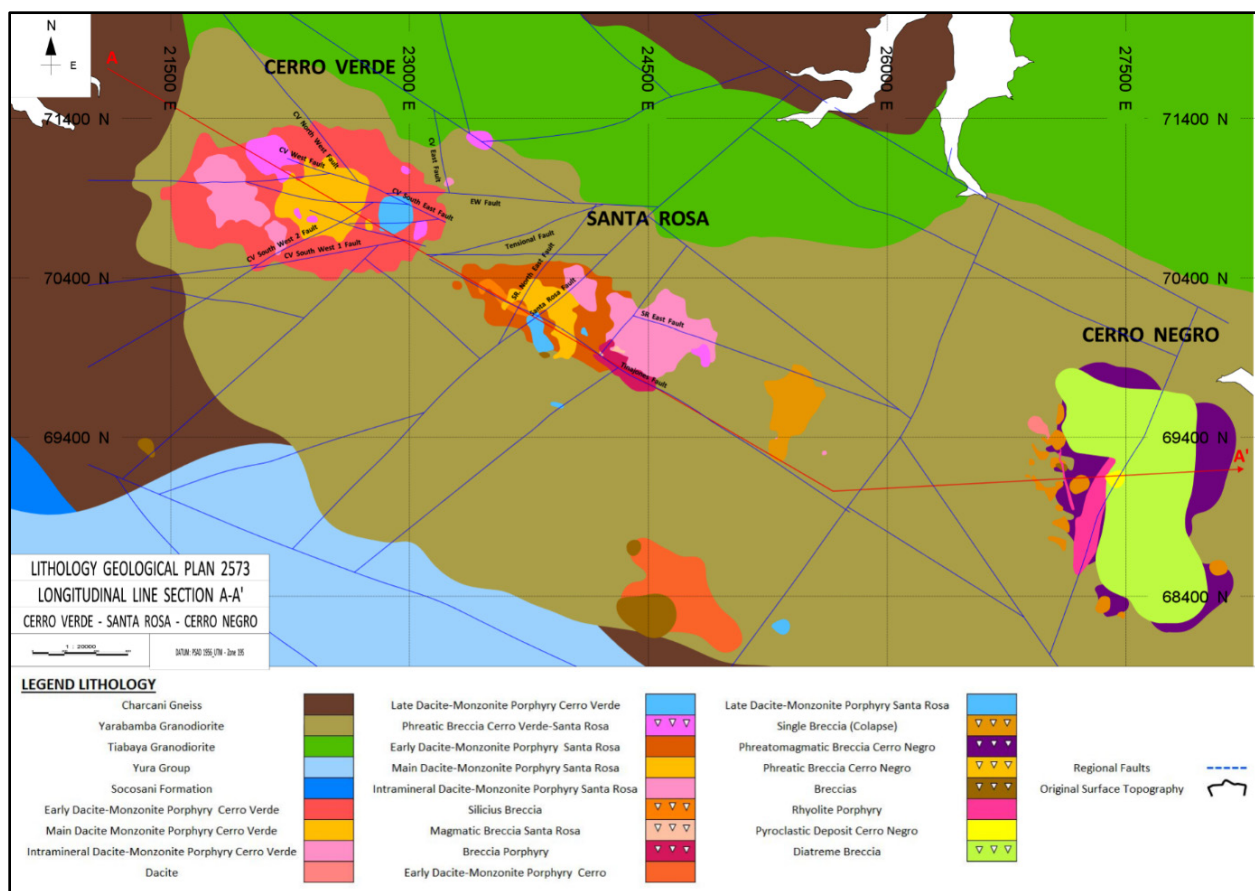 N
E
A
21500 E
23000 E
24500 E
26000 E
27500 E
CERRO VERDE
71400 N
71400 N
CV North West Fault
CV West Fault
CV East Fault
CV South East Fault
EW Fault
SANTA ROSA
CV South West 2 Fault
CV South West 1 Fault
Tensional Fault
70400 N
70400 N
SR. North East Fault
Santa Rosa Fault
SR East Fault
CERRO NEGRO
69400 N
69400 N
A'
LITHOLOGY GEOLOGICAL PLAN 2573
LONGITUDINAL LINE SECTION A-A'
CERRO VERDE - SANTA ROSA - CERRO NEGRO
1 : 20000
68400 N
68400 N
LEGEND LITHOLOGY
Charcani Gneiss
Yarabamba Granodiorite
Tiabaya Granodiorite
Yura Group
Socosani Formation
Early Dacite-Monzonite Porphyry Cerro Verde
Main Dacite Monzonite Porphyry Cerro Verde
Intramineral Dacite-Monzonite Porphyry Cerro Verde
Dacite
Late Dacite-Monzonite Porphyry Cerro Verde
Phreatic Breccia Cerro Verde-Santa Rosa
Early Dacite-Monzonite Porphyry Santa Rosa
Main Dacite-Monzonite Porphyry Santa Rosa
Intramineral Dacite-Monzonite Porphyry Santa Rosa
Silicius Breccia
Magmatic Breccia Santa Rosa
Breccia Porphyry
Early Dacite-Monzonite Porphyry Cerro
Late Dacite-Monzonite Porphyry Santa Rosa
Single Breccia (Colapse)
Phreatomagmatic Breccia Cerro Negro
Phreatic Breccia Cerro Negro
Breccias
Rhyolite Porphyry
Pyroclastic Deposit Cerro Negro
Diatreme Breccia
Regional Faults
Original Surface Topography